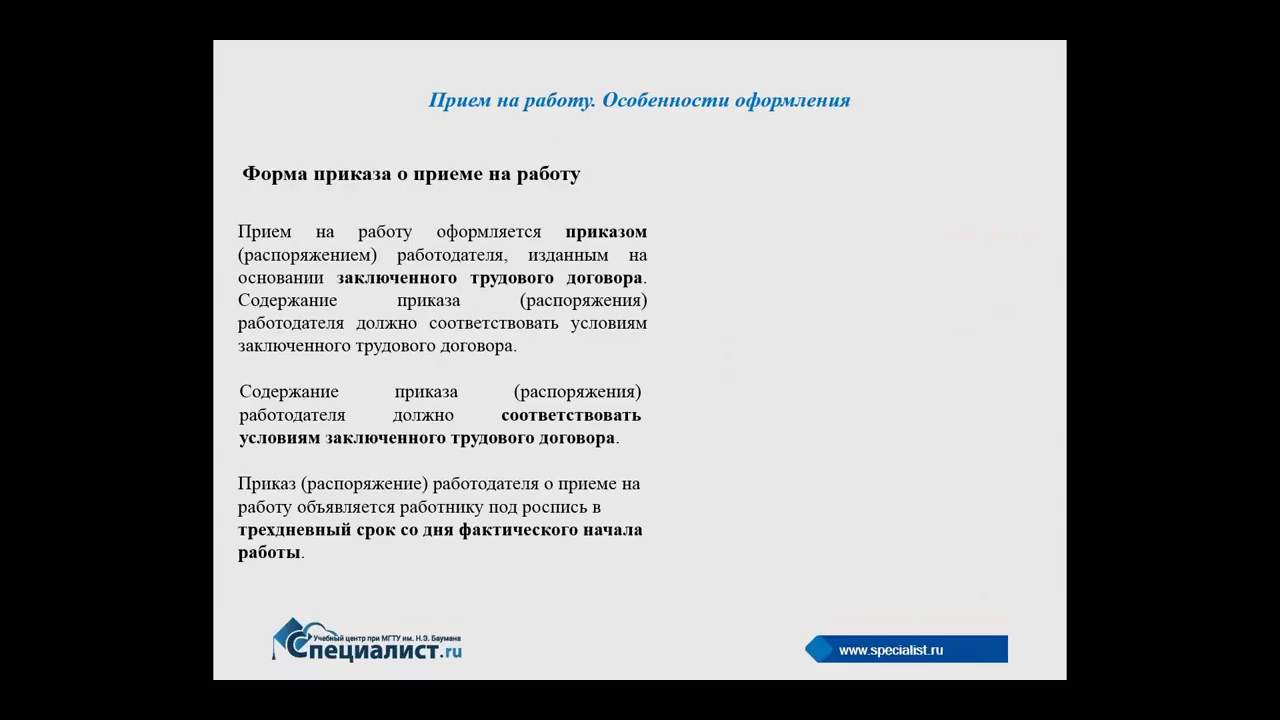 Прием на работу. Особенности оформления
Форма приказа о приеме на работу
Прием на работу оформляется приказом
(распоряжением) работодателя, изданным на
основании заключенного трудового договора.
Содержание приказа (распоряжения)
работодателя должно соответствовать условиям
заключенного трудового договора.
Содержание приказа (распоряжения)
работодателя должно соответствовать
условиям заключенного трудового договора.
Приказ (распоряжение) работодателя о приеме на
работу объявляется работнику под роспись в
трехдневный срок со дня фактического начала
работы.
Учебный центр при МГТУ им. Н.Э. Баумана
Специалист.ru
www.specialist.ru